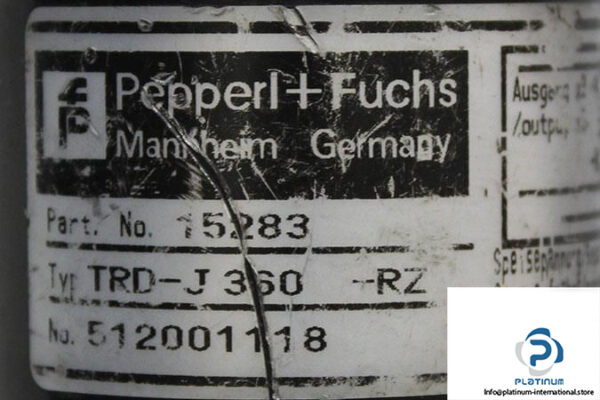 Pepperl+Fuchs
Mannheim Germany
Part. No. 15283
Typ TRD-J 360 -RZ
No. 512001118
Ausgang
/output
PLATINUM
Info@platinum-international.store